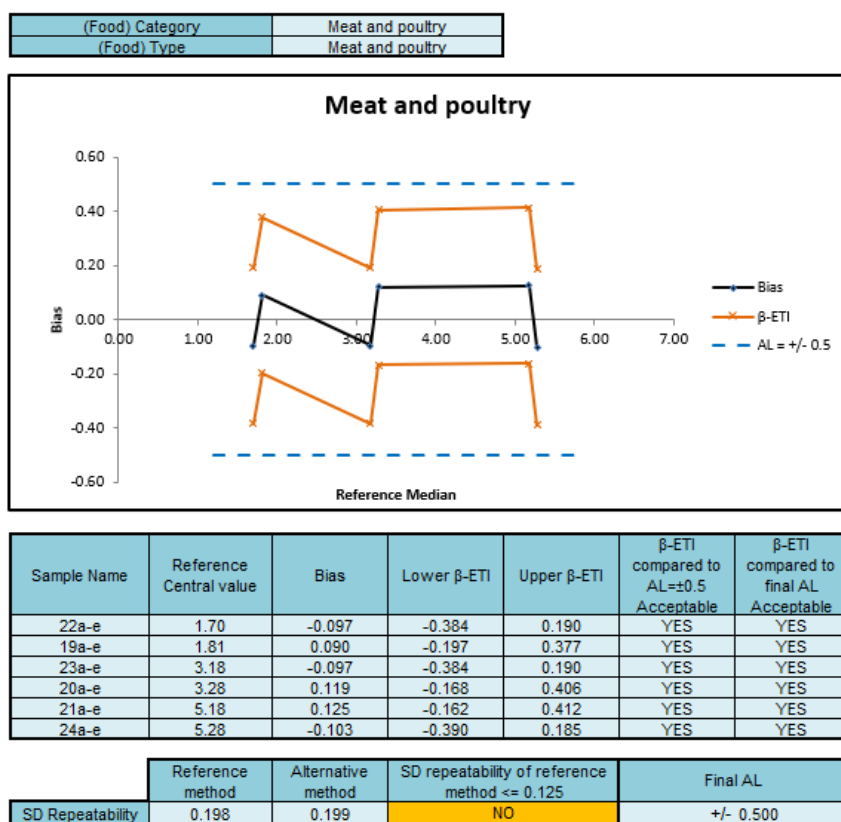 (Food) Category Meat and poultry
(Food) Type Meat and poultry
Meat and poultry
0.60
0.40
0.20
0.00
-0.20
-0.40
-0.60
0.00 1.00 2.00 3.00 4.00 5.00 6.00 7.00
Bias
Reference Median
Bias
β-ETI
AL = +/- 0.5
Sample Name Reference Central value Bias Lower β-ETI Upper β-ETI β-ETI compared to AL=±0.5 Acceptable β-ETI compared to final AL Acceptable
22a-e 1.70 -0.097 -0.384 0.190 YES YES
19a-e 1.81 0.090 -0.197 0.377 YES YES
23a-e 3.18 -0.097 -0.384 0.190 YES YES
20a-e 3.28 0.119 -0.168 0.406 YES YES
21a-e 5.18 0.125 -0.162 0.412 YES YES
24a-e 5.28 -0.103 -0.390 0.185 YES YES
Reference method Alternative method SD repeatability of reference method <= 0.125 Final AL
SD Repeatability 0.198 0.199 NO +/- 0.500